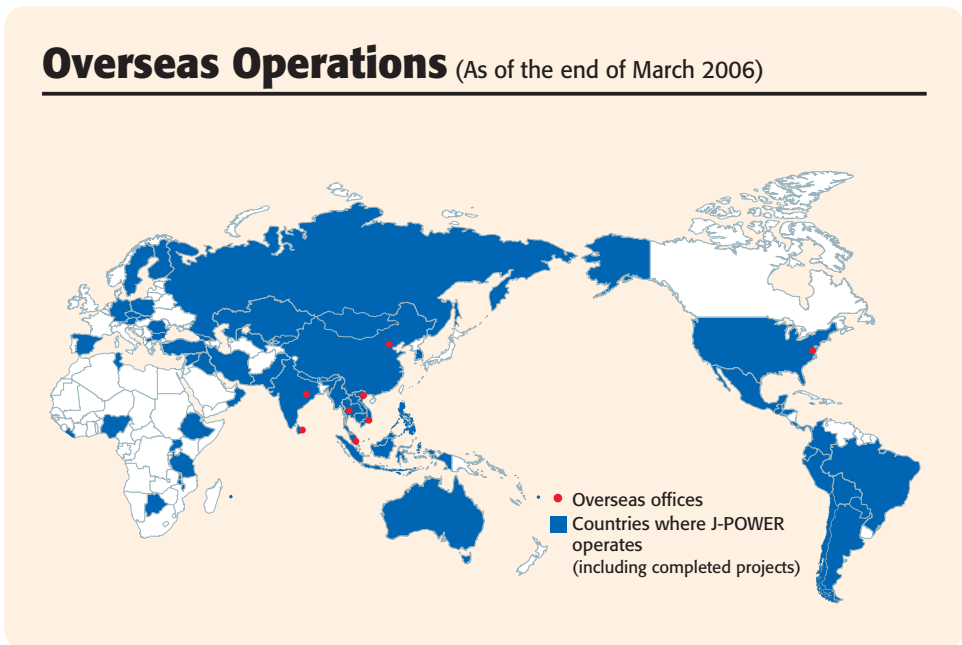 Overseas Operations (As of the end of March 2006)
Overseas offices
Countries where J-POWER
operates
(including completed projects)